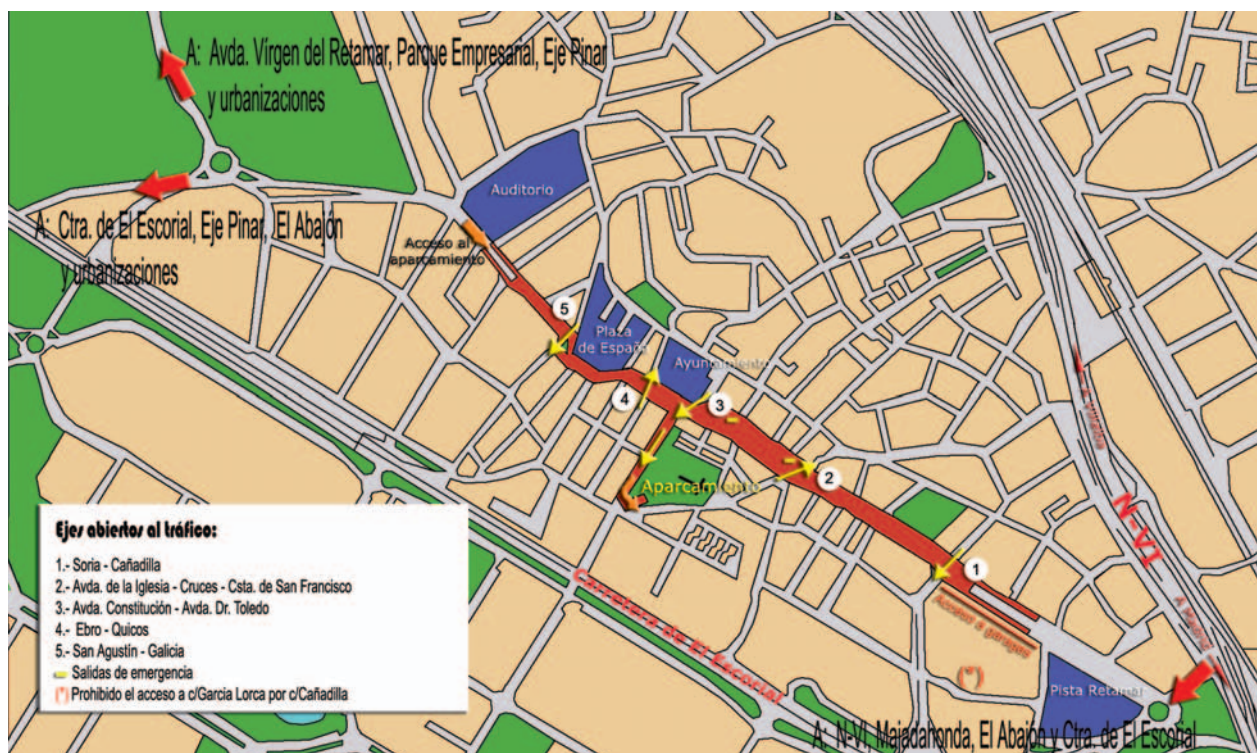 A: Avda. Vírgen del Retamar, Parque Empresarial, Eje Pinar
y urbanizaciones
Auditorio
A: Ctra. de El Escorial, Eje Pinar, El Abajón
y urbanizaciones
Acceso al
aparcamiento
5
Plaza
de España
Ayuntamiento
4
3
A Villalba
Aparcamiento
2
N-VI
Ejes abiertos al tráfico:
1.- Soria - Cañadilla
2.- Avda. de la Iglesia - Cruces - Csta. de San Francisco
3.- Avda. Constitución - Avda. Dr. Toledo
4.- Ebro - Quicos
5.- San Agustín - Galicia
Salidas de emergencia
(*) Prohibido el acceso a c/Garcia Lorca por c/Cañadilla
Carretera de El Escorial
1
Acceso a garages
A Madrid
(*)
Pista Retamar
A: N-VI, Majadahonda, El Abajón y Ctra. de El Escorial